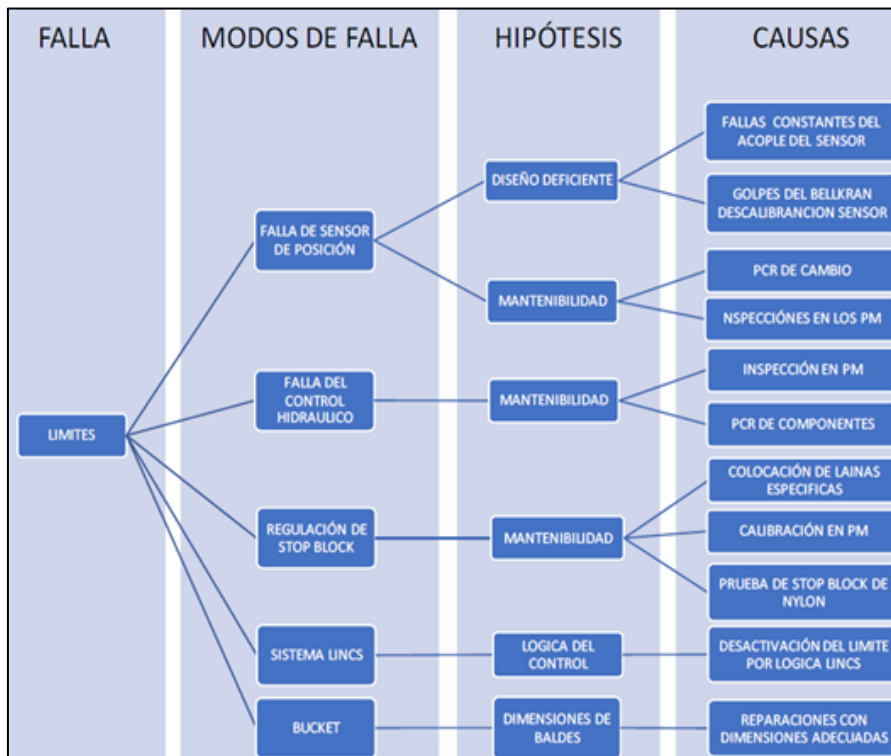 FALLA
MODOS DE FALLA
HIPÓTESIS
CAUSAS
LIMITES
FALLA DE SENSOR
DE POSICIÓN
FALLA DEL
CONTROL
HIDRAULICO
REGULACIÓN DE
STOP BLOCK
SISTEMA LINCS
BUCKET
DISEÑO DEFICIENTE
MANTENIBILIDAD
MANTENIBILIDAD
MANTENIBILIDAD
LOGICA DEL
CONTROL
DIMENSIONES DE
BALDES
FALLAS CONSTANTES DEL
ACOPLE DEL SENSOR
GOLPES DEL BELLKRAN
DESCALIBRANCION SENSOR
PCR DE CAMBIO
NSPECCIÓNES EN LOS PM
INSPECCIÓN EN PM
PCR DE COMPONENTES
COLOCACIÓN DE LAINAS
ESPECIFICAS
CALIBRACIÓN EN PM
PRUEBA DE STOP BLOCK DE
NYLON
DESACTIVACIÓN DEL LIMITE
POR LOGICA LINCS
REPARACIONES CON
DIMENSIONES ADECUADAS